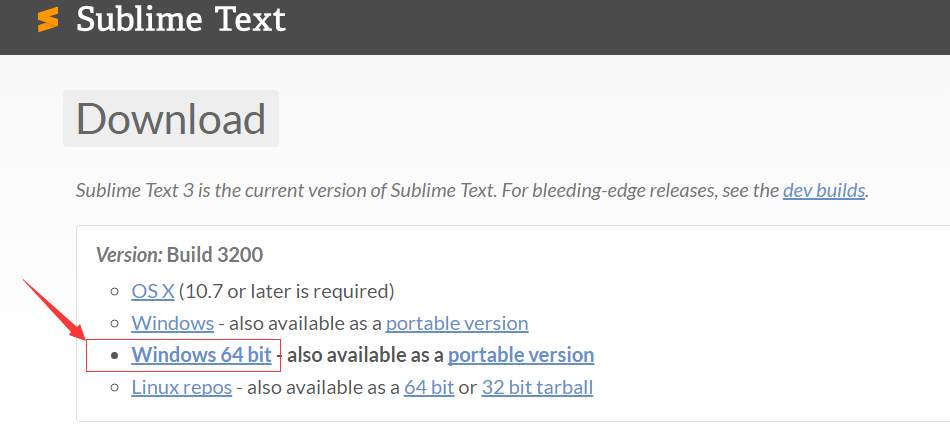 Sublime Text
Download
Sublime Text 3 is the current version of Sublime Text. For bleeding-edge releases, see the dev builds.
Version: Build 3200
OS X (10.7 or later is required)
Windows - also available as a portable version
Windows 64 bit - also available as a portable version
Linux repos - also available as a 64 bit or 32 bit tarball